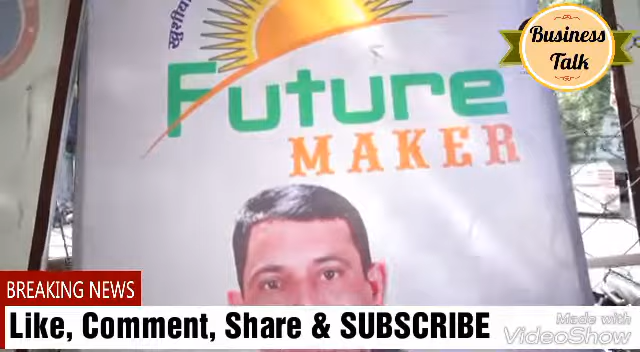 Business
Talk
Future
MAKER
BREAKING NEWS
Like, Comment, Share & SUBSCRIBE
Made with
VideoShow